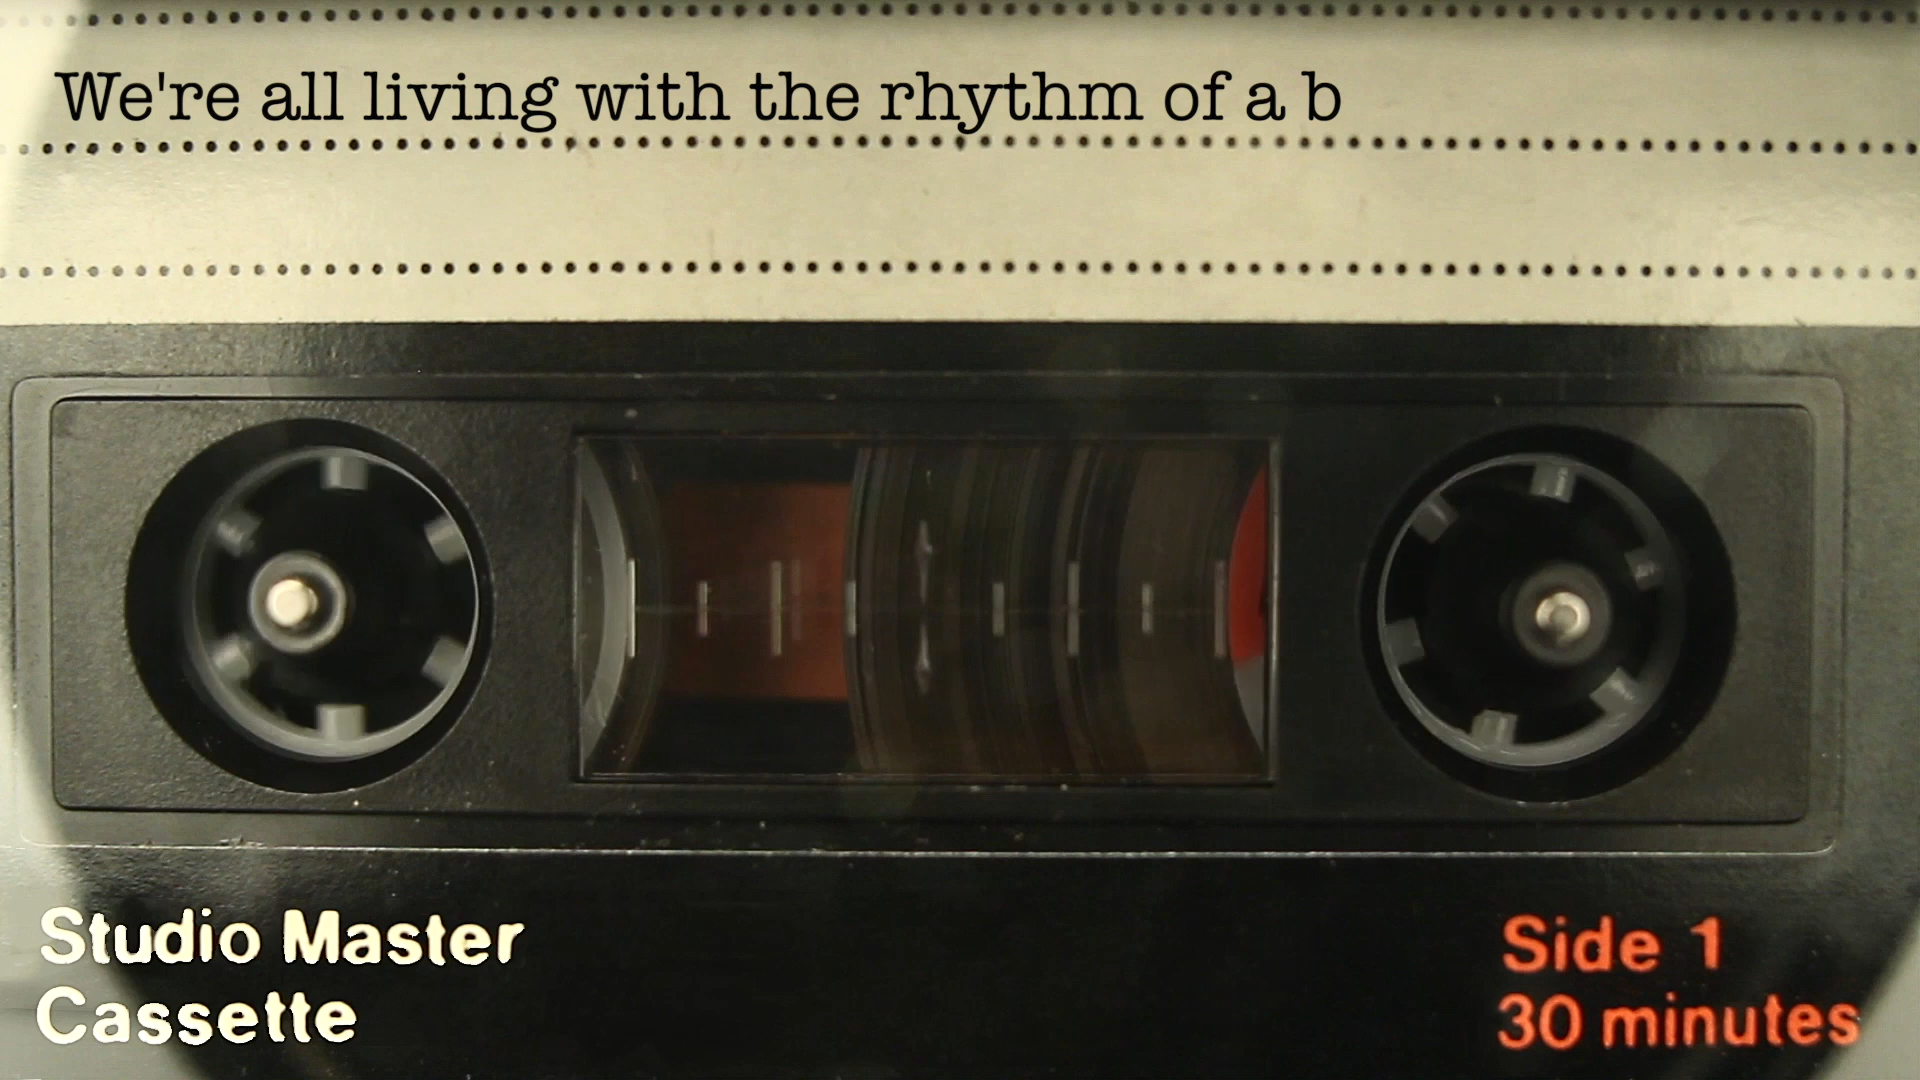 We're all living with the rhythm of a b
Studio Master
Cassette
Side 1
30 minutes